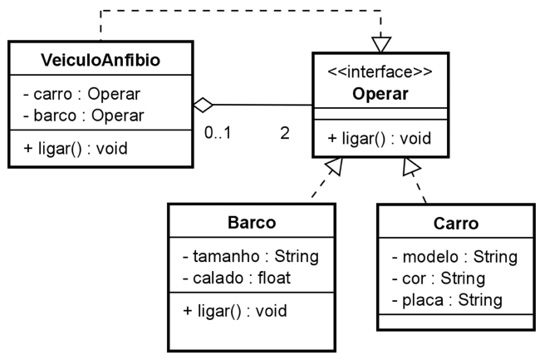 VeiculoAnfibio
- carro : Operar
- barco : Operar
+ ligar() : void
0..1
2
<<interface>>
Operar
+ ligar() : void
Barco
- tamanho : String
- calado : float
+ ligar() : void
Carro
- modelo : String
- cor : String
- placa : String